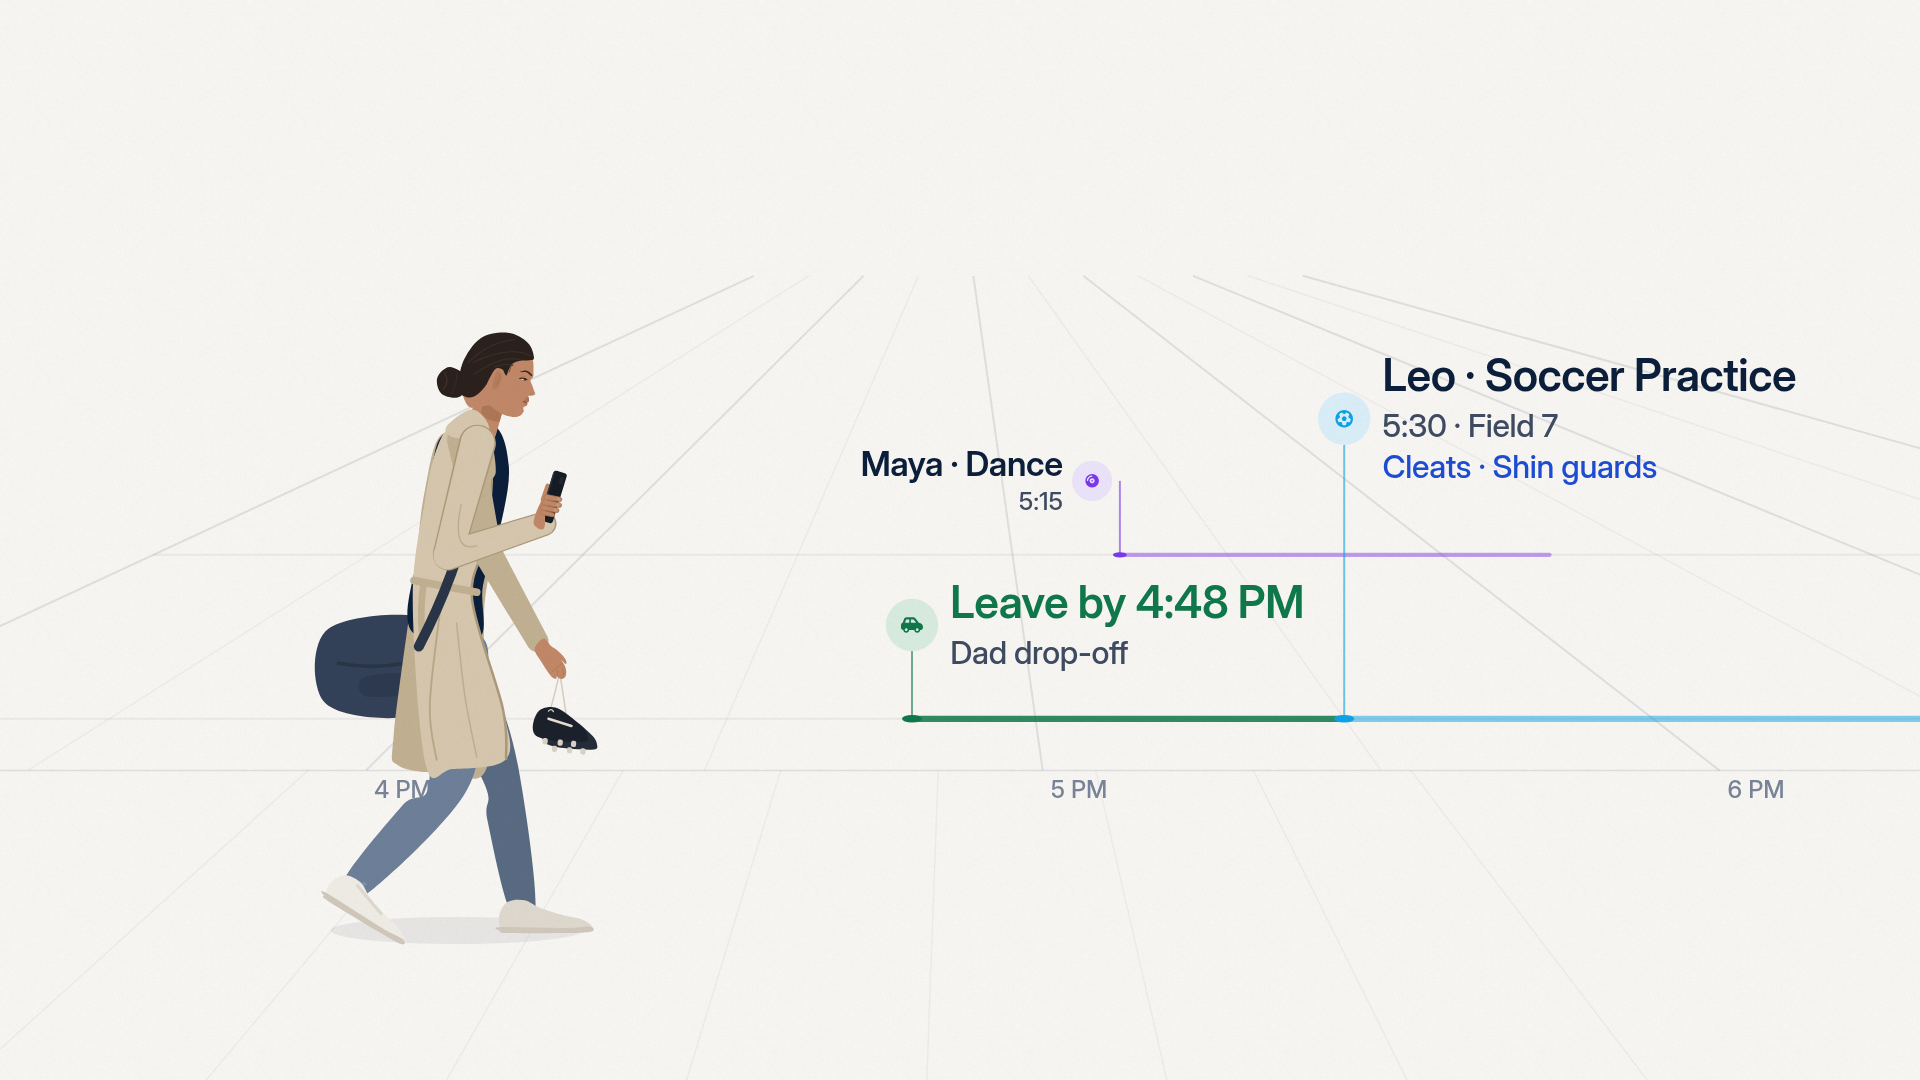 Leo · Soccer Practice
5:30 · Field 7
Cleats · Shin guards
Maya · Dance
5:15
Leave by 4:48 PM
Dad drop-off
4 PM
5 PM
6 PM